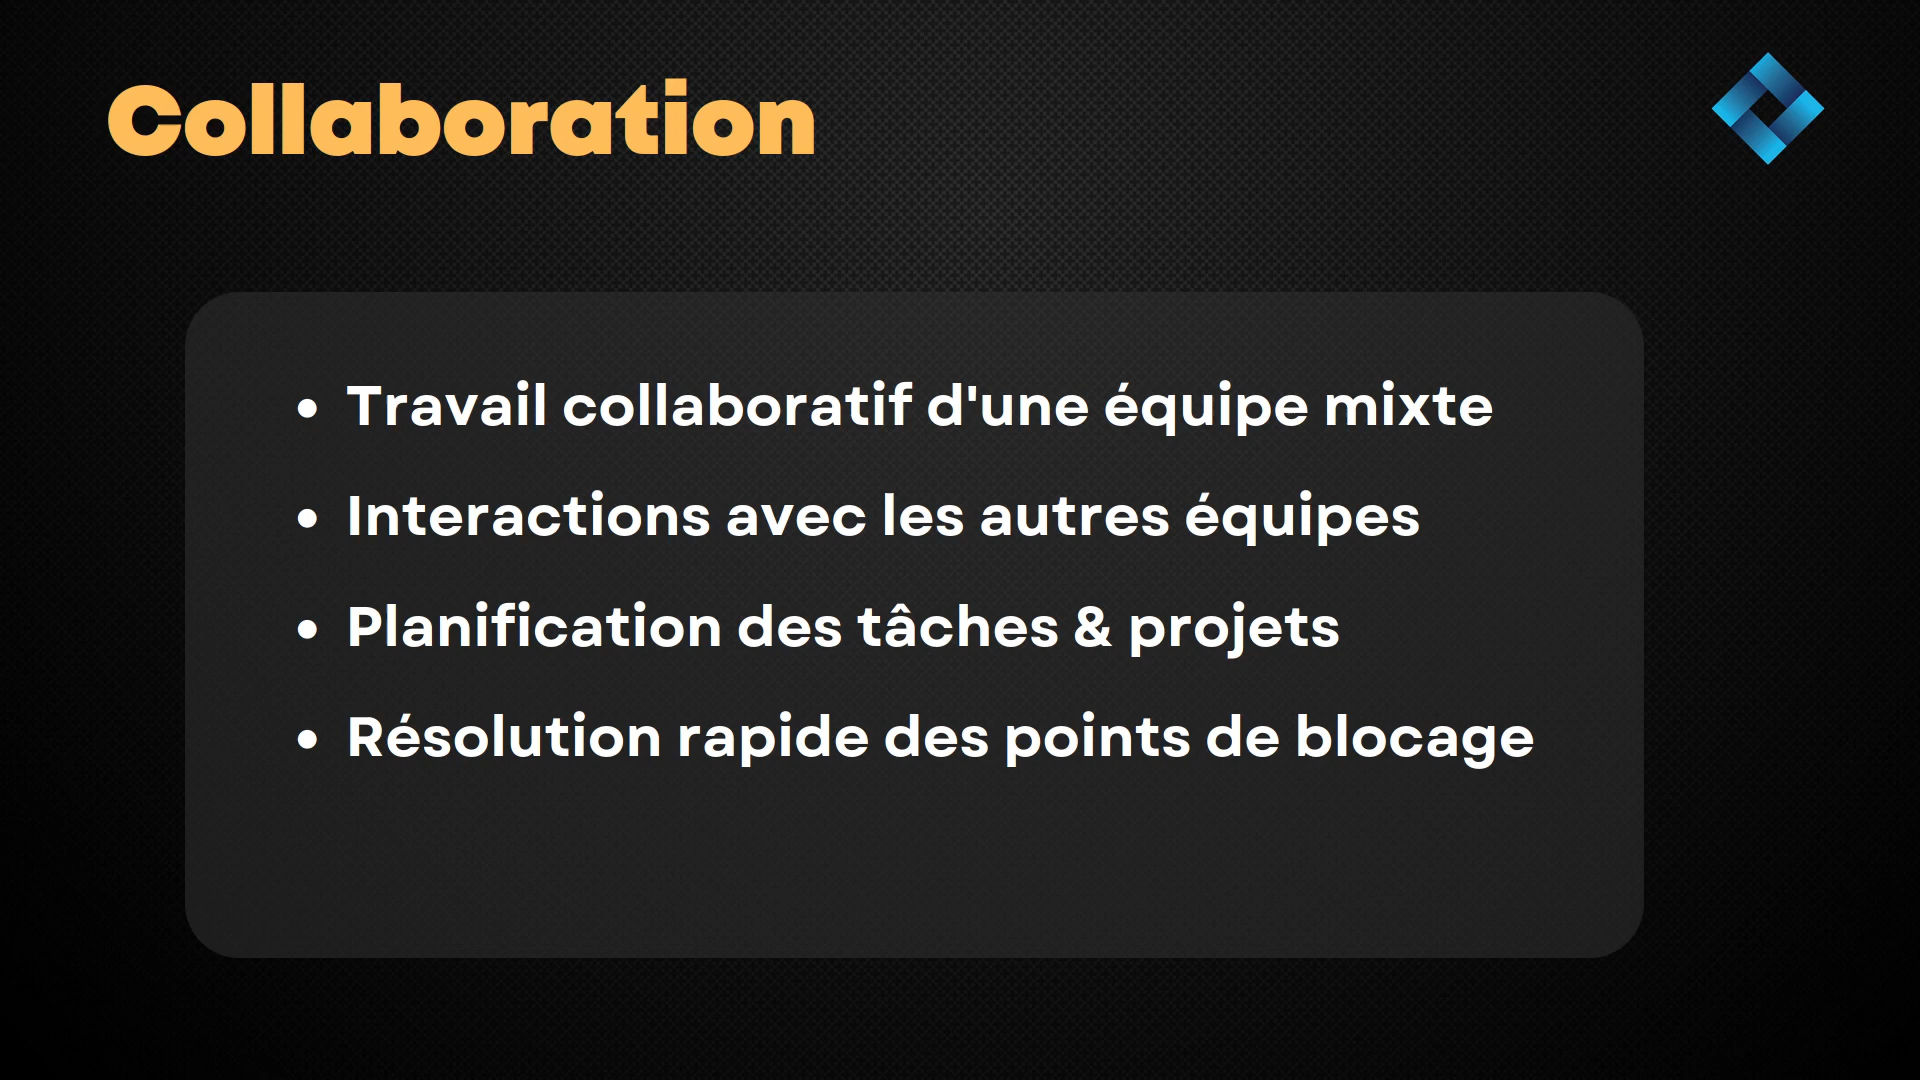 Collaboration
• Travail collaboratif d'une équipe mixte
• Interactions avec les autres équipes
• Planification des tâches & projets
• Résolution rapide des points de blocage